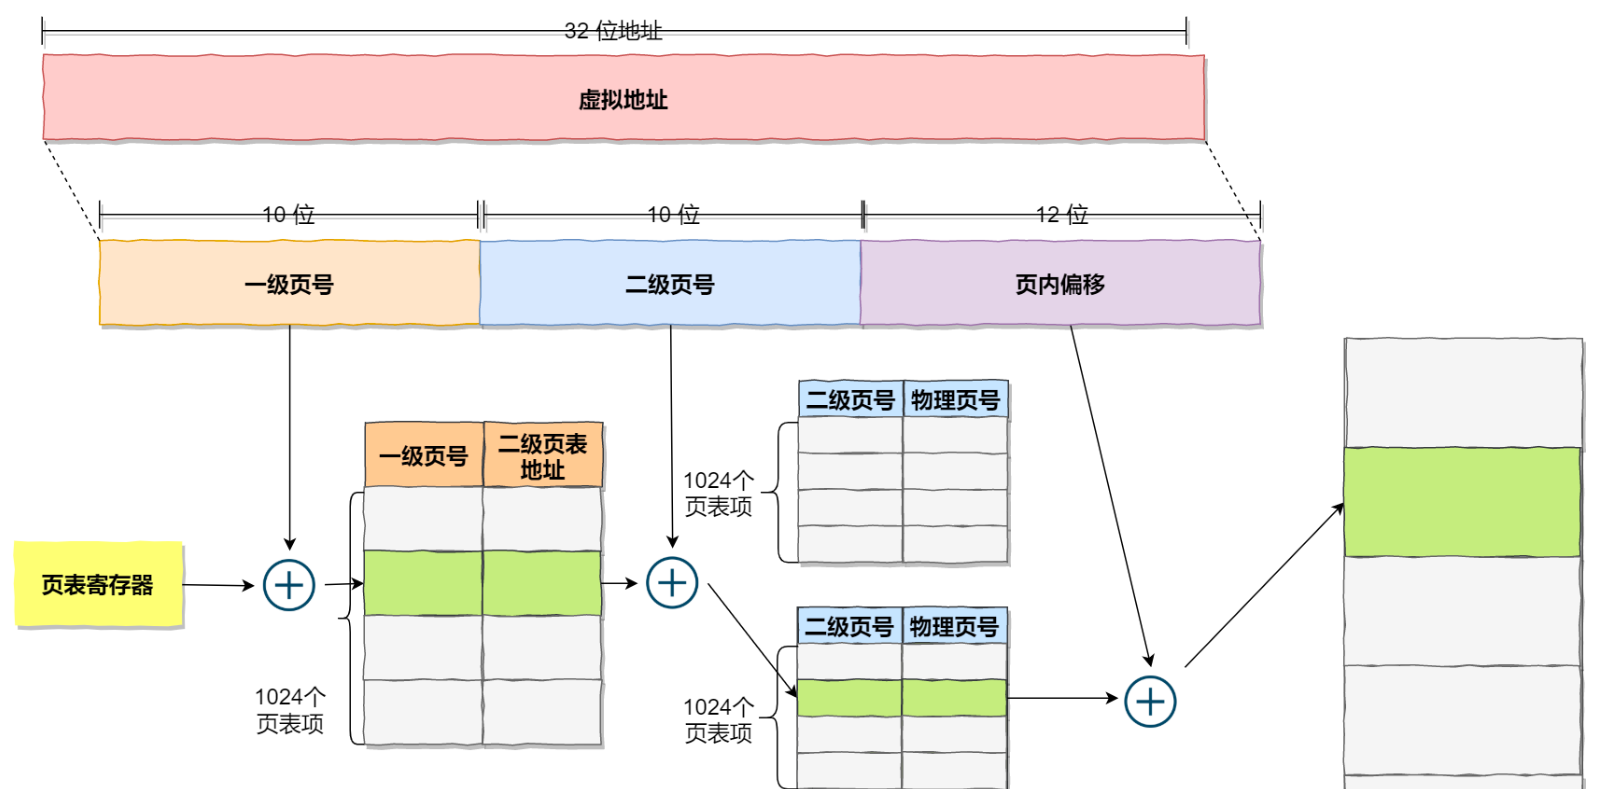 32 位地址
虚拟地址
10 位
10 位
12 位
一级页号
二级页号
页内偏移
二级页号
物理页号
一级页号
二级页表
地址
1024个
页表项
页表寄存器
二级页号
物理页号
1024个
页表项
1024个
页表项